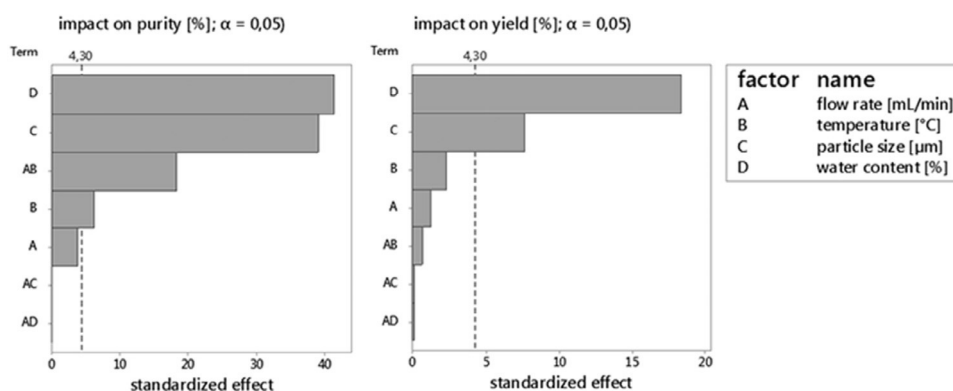 impact on purity [%]; α = 0,05)
Term
4,30
D
C
AB
B
A
AC
AD
0 10 20 30 40
standardized effect
impact on yield [%]; α = 0,05)
Term
4,30
D
C
B
A
AB
AC
AD
0 5 10 15 20
standardized effect
factor name
A flow rate [mL/min]
B temperature [°C]
C particle size [µm]
D water content [%]